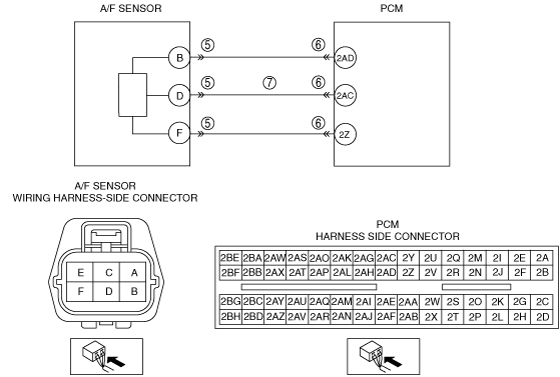 A/F SENSOR
PCM
B 5 6 2AD
D 5 7 6 2AC
F 5 6 2Z
A/F SENSOR
WIRING HARNESS-SIDE CONNECTOR
E C A
F D B
PCM
HARNESS SIDE CONNECTOR
2BE 2BA 2AW 2AS 2AO 2AK 2AG 2AC 2Y 2U 2Q 2M 2I 2E 2A
2BF 2BB 2AX 2AT 2AP 2AL 2AH 2AD 2Z 2V 2R 2N 2J 2F 2B
2BG 2BC 2AY 2AU 2AQ 2AM 2AI 2AE 2AA 2W 2S 2O 2K 2G 2C
2BH 2BD 2AZ 2AV 2AR 2AN 2AJ 2AF 2AB 2X 2T 2P 2L 2H 2D